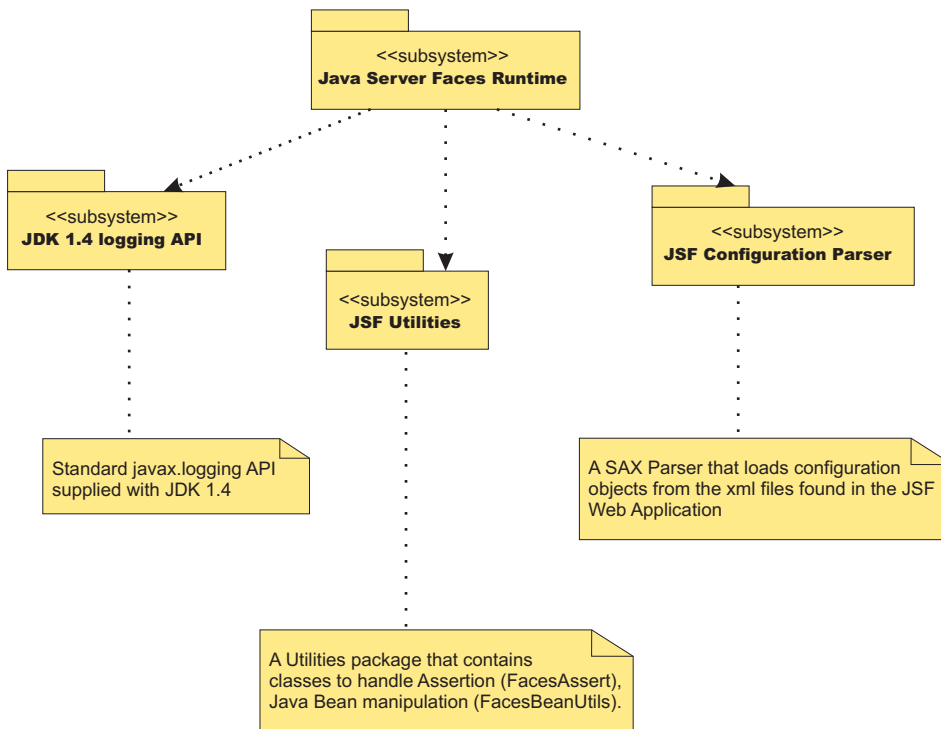 <<subsystem>>
Java Server Faces Runtime
<<subsystem>>
JDK 1.4 logging API
<<subsystem>>
JSF Configuration Parser
<<subsystem>>
JSF Utilities
Standard javax.logging API
supplied with JDK 1.4
A SAX Parser that loads configuration
objects from the xml files found in the JSF
Web Application
A Utilities package that contains
classes to handle Assertion (FacesAssert),
Java Bean manipulation (FacesBeanUtils).